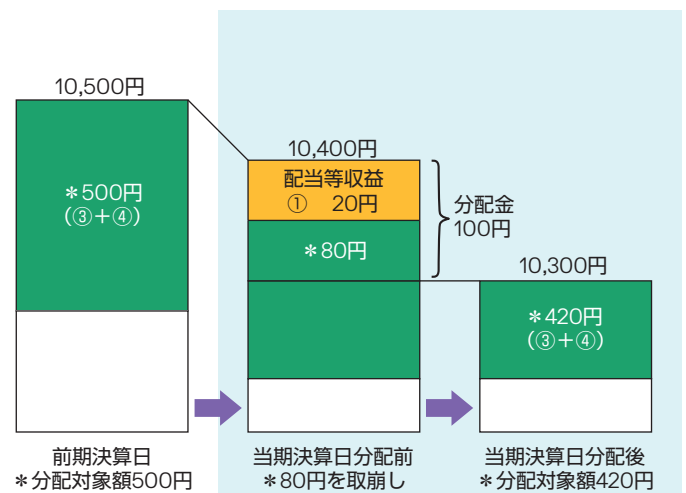 10,500円
＊500円
(③＋④)
10,400円
配当等収益
①　20円
＊80円
分配金
100円
10,300円
＊420円
(③＋④)
前期決算日
＊分配対象額500円
当期決算日分配前
＊80円を取崩し
当期決算日分配後
＊分配対象額420円